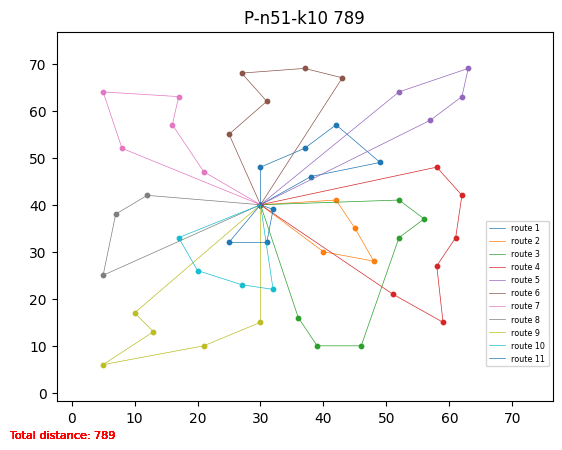 P-n51-k10 789
70
60
50
40
30
20
10
0
0 10 20 30 40 50 60 70
route 1
route 2
route 3
route 4
route 5
route 6
route 7
route 8
route 9
route 10
route 11
Total distance: 789